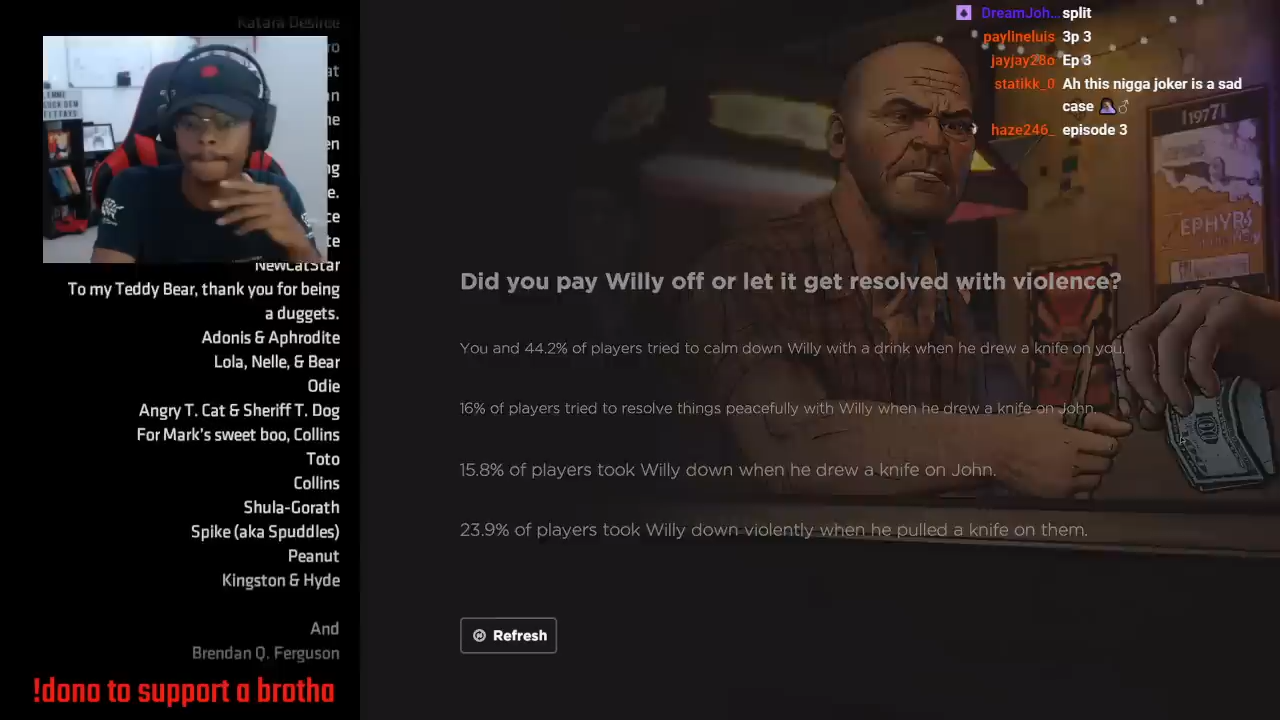 Katara Desirce
DreamJoh... split
paylineluis 3p 3
jayjay28o Ep 3
statikk_0 Ah this nigga joker is a sad
case
haze246_ episode 3
1977
ZEPHYRS
NewCatStar
To my Teddy Bear, thank you for being
a duggets.
Adonis & Aphrodite
Lola, Nelle, & Bear
Odie
Angry T. Cat & Sheriff T. Dog
For Mark's sweet boo, Collins
Toto
Collins
Shula-Gorath
Spike (aka Spuddles)
Peanut
Kingston & Hyde
And
Brendan Q. Ferguson
!dono to support a brotha
Did you pay Willy off or let it get resolved with violence?
You and 44.2% of players tried to calm down Willy with a drink when he drew a knife on you.
16% of players tried to resolve things peacefully with Willy when he drew a knife on John.
15.8% of players took Willy down when he drew a knife on John.
23.9% of players took Willy down violently when he pulled a knife on them.
Refresh